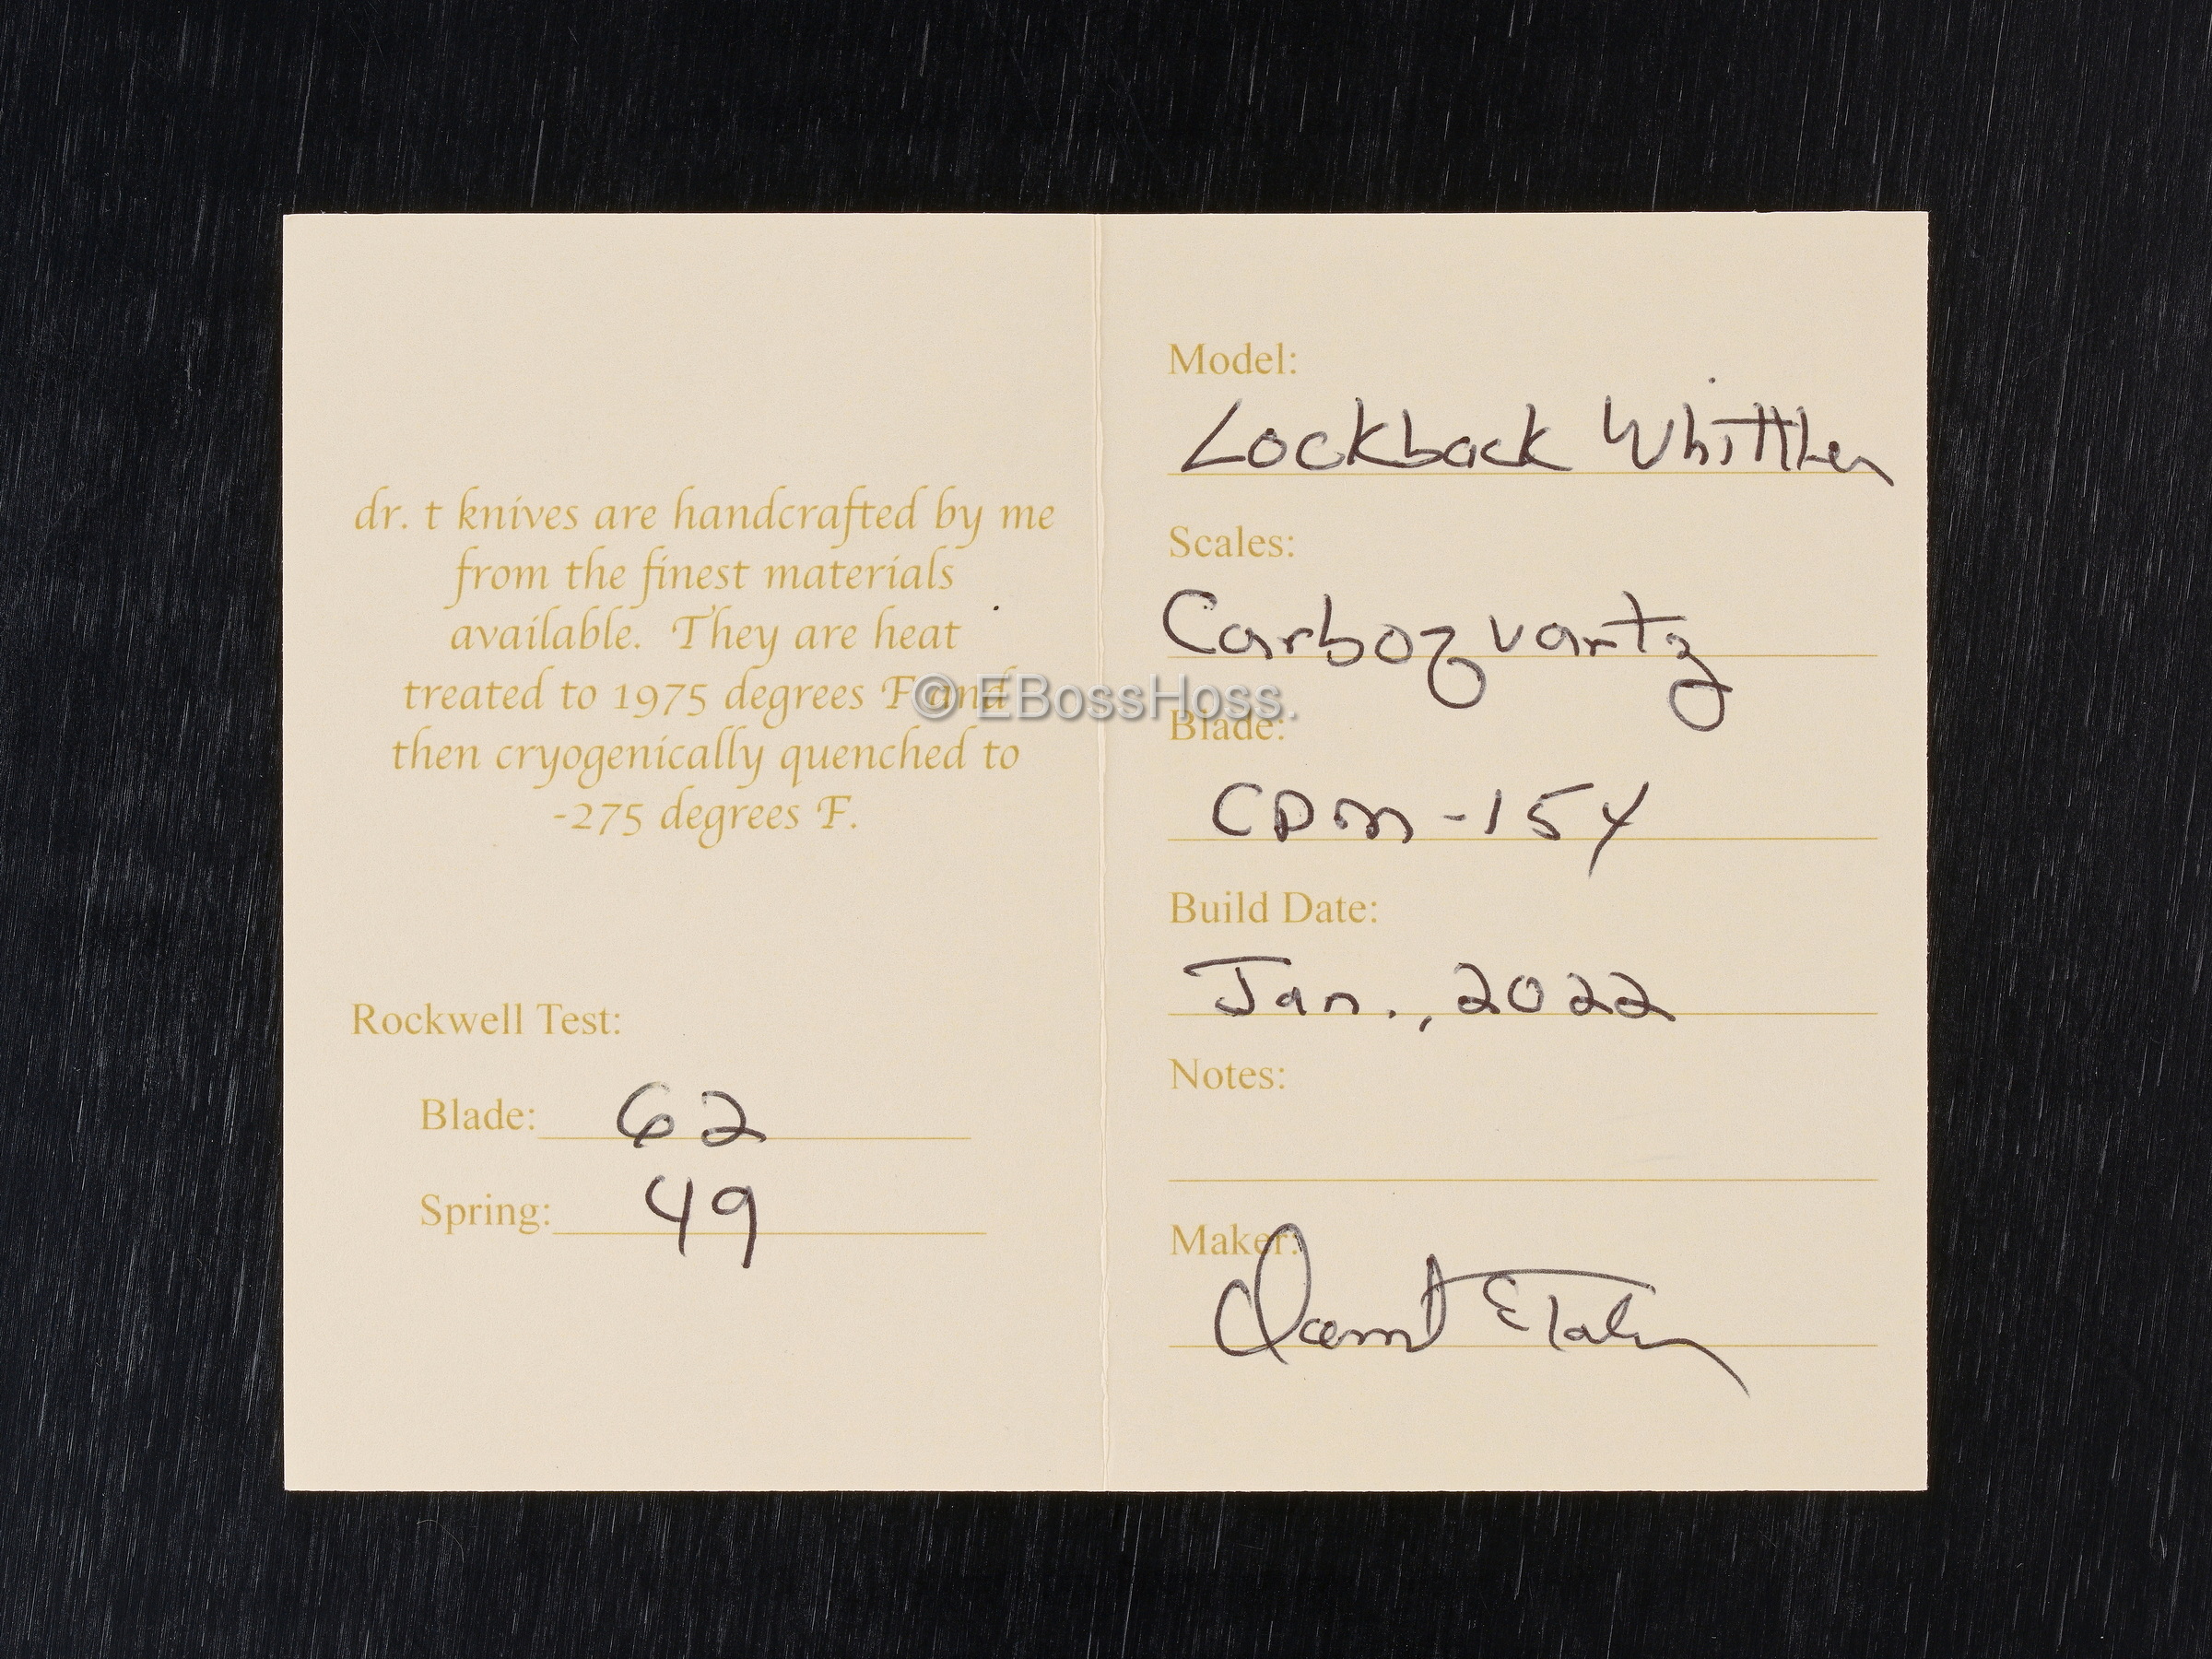 dr. t knives are handcrafted by me
from the finest materials
available. They are heat
treated to 1975 degrees F and
then cryogenically quenched to
-275 degrees F.
Rockwell Test:
Blade: 62
Spring: 49
Model:
Lockback Whittler
Scales:
Carboquartz
Blade:
CPM-154
Build Date:
Jan., 2022
Notes:
Maker:
© EBossHoss.